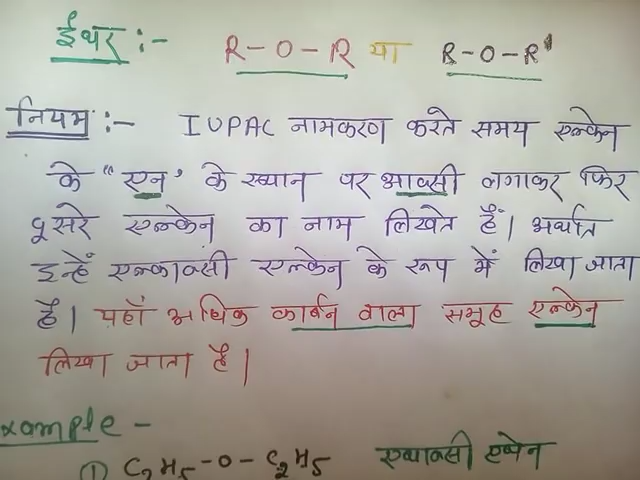 ईथर :- R-O-R या R-O-R'
नियम :- IUPAC नामकरण करते समय एल्केन
के "एन" के स्थान पर आक्सी लगाकर फिर
दूसरे एल्केन का नाम लिखते हैं। अर्थात
इन्हें एल्काक्सी एल्केन के रूप में लिखा जाता
है। यहाँ अधिक कार्बन वाला समूह एल्केन
लिखा जाता है।
xample -
① C2H5-O-C2H5 एथाक्सी एथेन